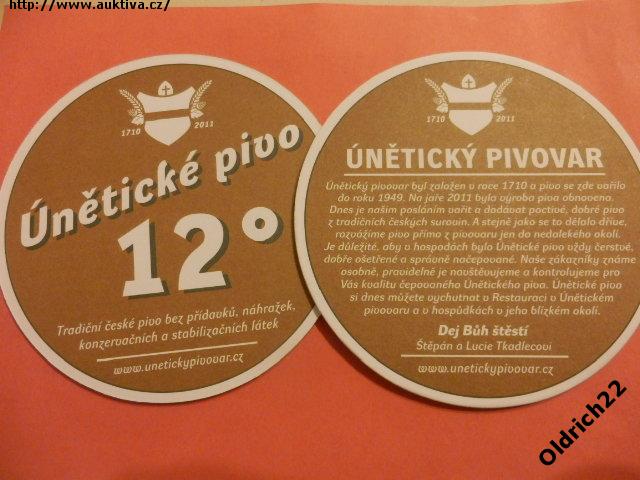 http://www.auktiva.cz/
1710 2011
Únětické pivo
12°
Tradiční české pivo bez přídavků, náhražek,
konzervačních a stabilizačních látek
www.unetickypivovar.cz
1710 2011
ÚNĚTICKÝ PIVOVAR
Únětický pivovar byl založen v roce 1710 a pivo se zde vařilo
do roku 1949. Na jaře 2011 byla výroba piva obnovena.
Dnes je naším posláním vařit a dodávat poctivé, dobré pivo
z tradičních českých surovin. A stejně jako se to dělalo dříve,
rozvážíme pivo přímo z pivovaru jen do nedalekého okolí.
Je důležité, aby v hospodách bylo Únětické pivo vždy čerstvé,
dobře ošetřené a správně načepované. Naše zákazníky známe
osobně, pravidelně je navštěvujeme a kontrolujeme pro
Vás kvalitu čepovaného Únětického piva. Únětické pivo
si dnes můžete vychutnat v Restauraci v Únětickém
pivovaru a v hospůdkách v jeho blízkém okolí.
Dej Bůh štěstí
Štěpán a Lucie Tkadlecovi
www.unetickypivovar.cz
Oldrich22